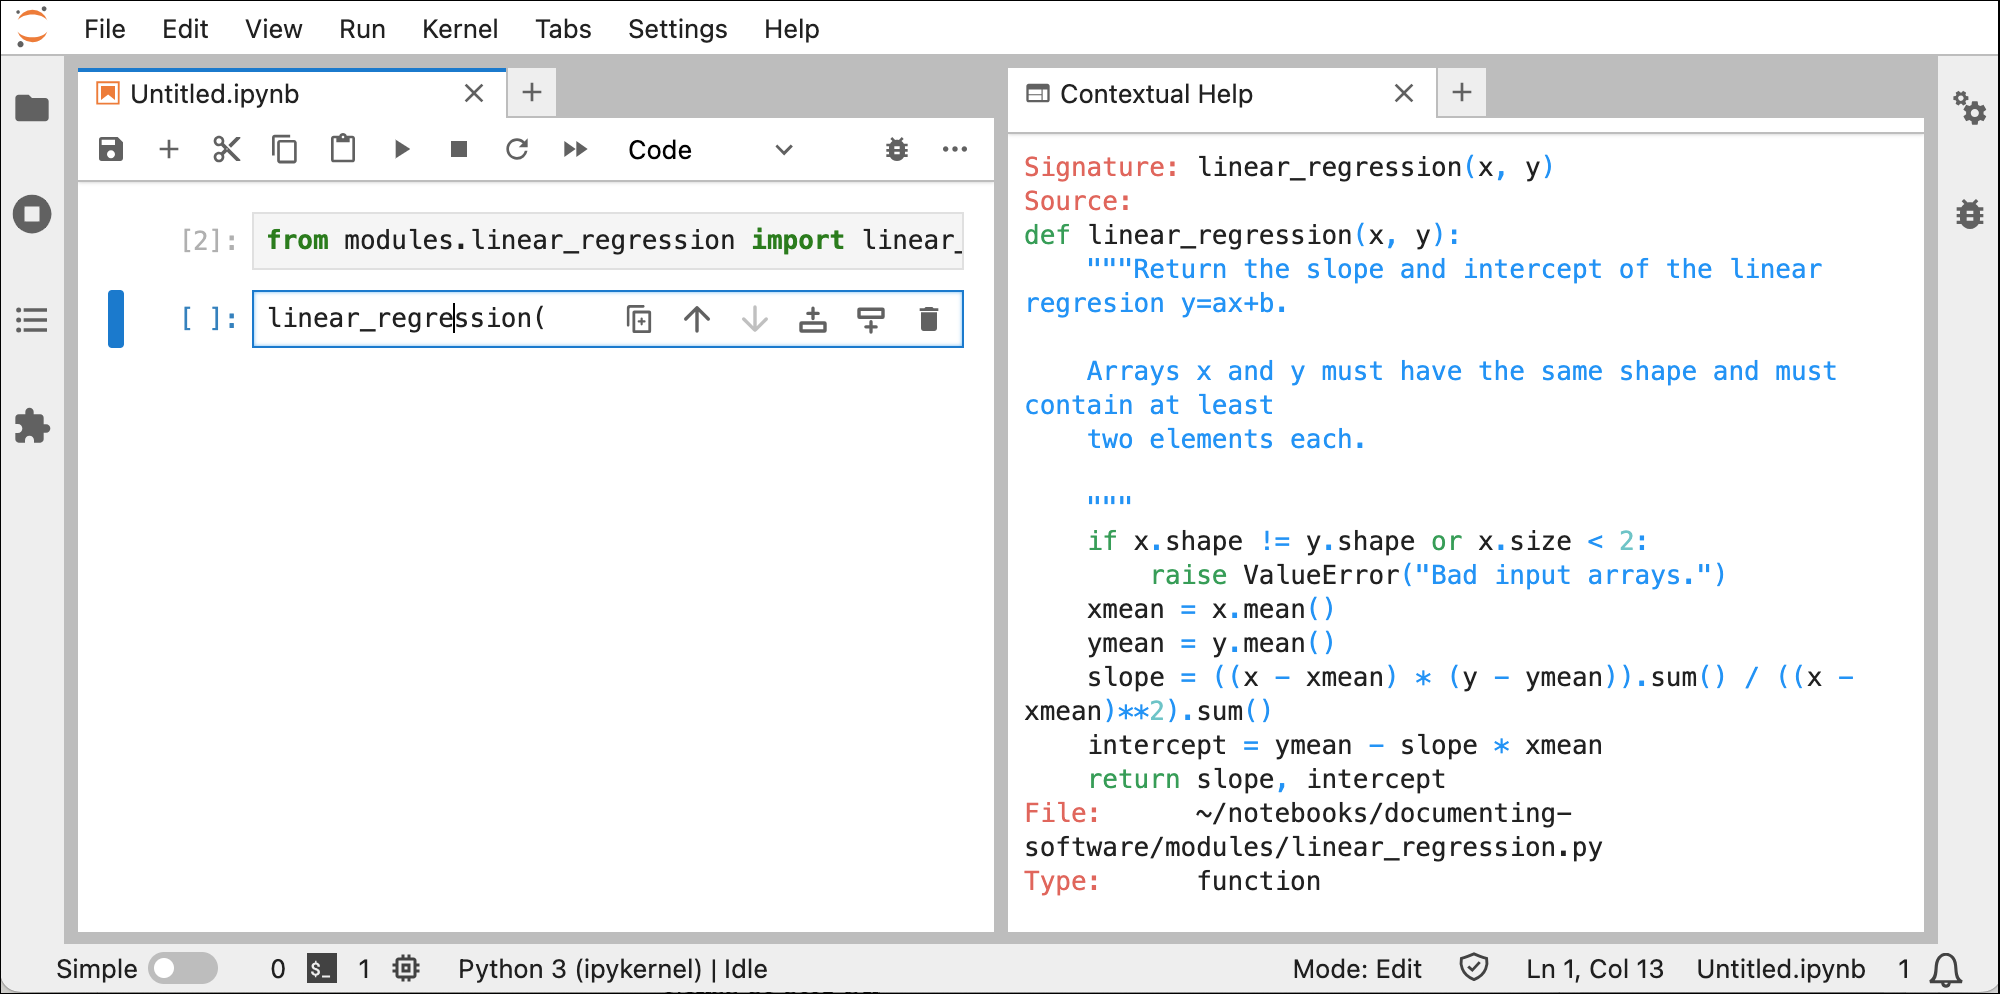 File Edit View Run Kernel Tabs Settings Help
Untitled.ipynb
Code
[2]: from modules.linear_regression import linear_
[ ]: linear_regression(
Contextual Help
Signature: linear_regression(x, y)
Source:
def linear_regression(x, y):
    """Return the slope and intercept of the linear
regresion y=ax+b.
    Arrays x and y must have the same shape and must
contain at least
    two elements each.
    """
    if x.shape != y.shape or x.size < 2:
        raise ValueError("Bad input arrays.")
    xmean = x.mean()
    ymean = y.mean()
    slope = ((x - xmean) * (y - ymean)).sum() / ((x -
xmean)**2).sum()
    intercept = ymean - slope * xmean
    return slope, intercept
File:      ~/notebooks/documenting-
software/modules/linear_regression.py
Type:      function
Simple 0 $_ 1 Python 3 (ipykernel) | Idle Mode: Edit Ln 1, Col 13 Untitled.ipynb 1